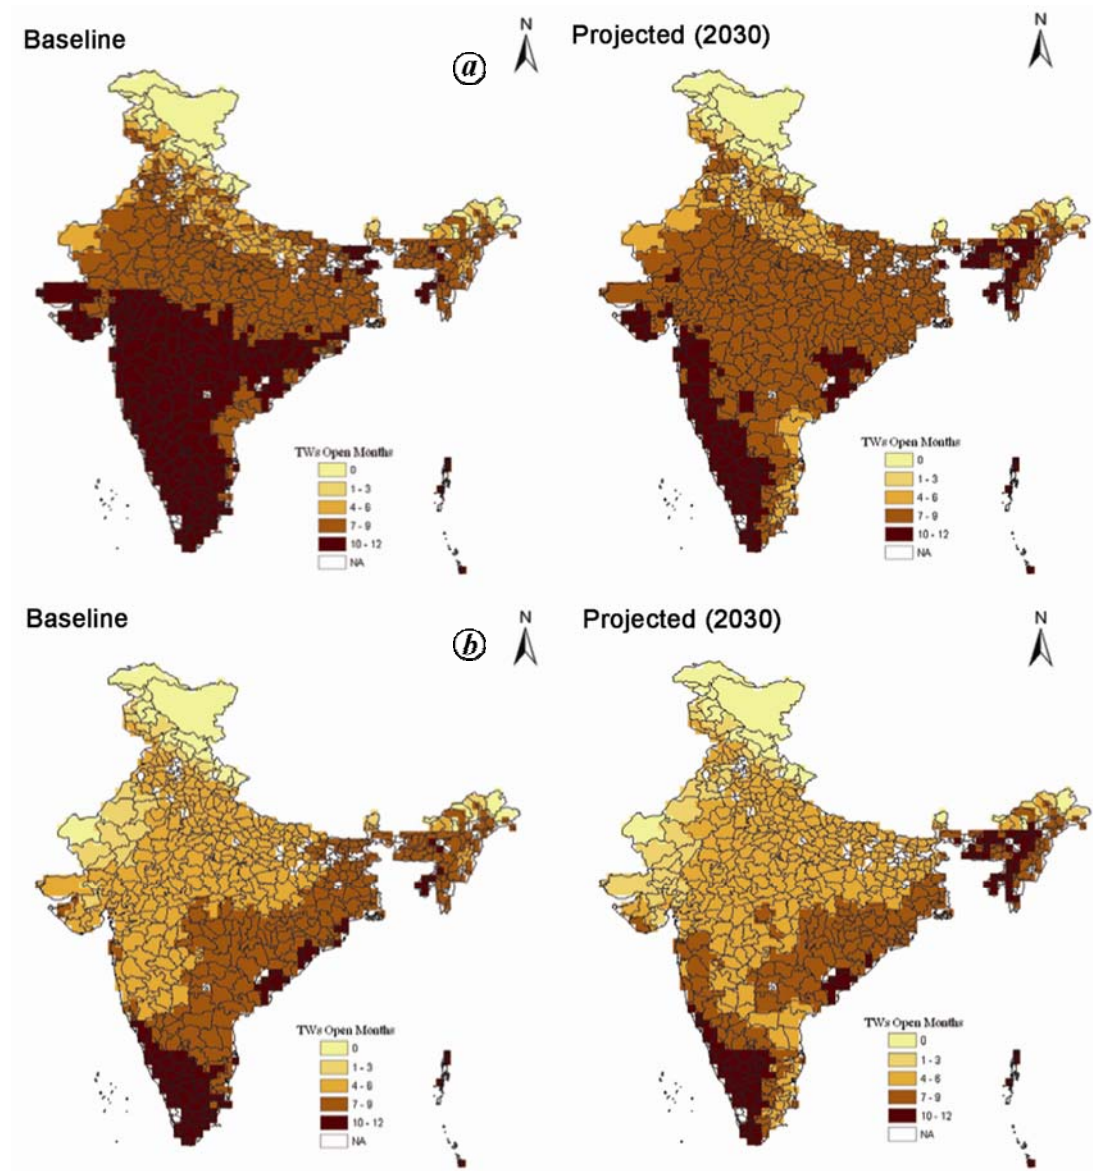 Baseline
N
a
Projected (2030)
N
TWs Open Months
0
1 - 3
4 - 6
7 - 9
10 - 12
NA
TWs Open Months
0
1 - 3
4 - 6
7 - 9
10 - 12
NA
Baseline
N
b
Projected (2030)
N
TWs Open Months
0
1 - 3
4 - 6
7 - 9
10 - 12
NA
TWs Open Months
0
1 - 3
4 - 6
7 - 9
10 - 12
NA